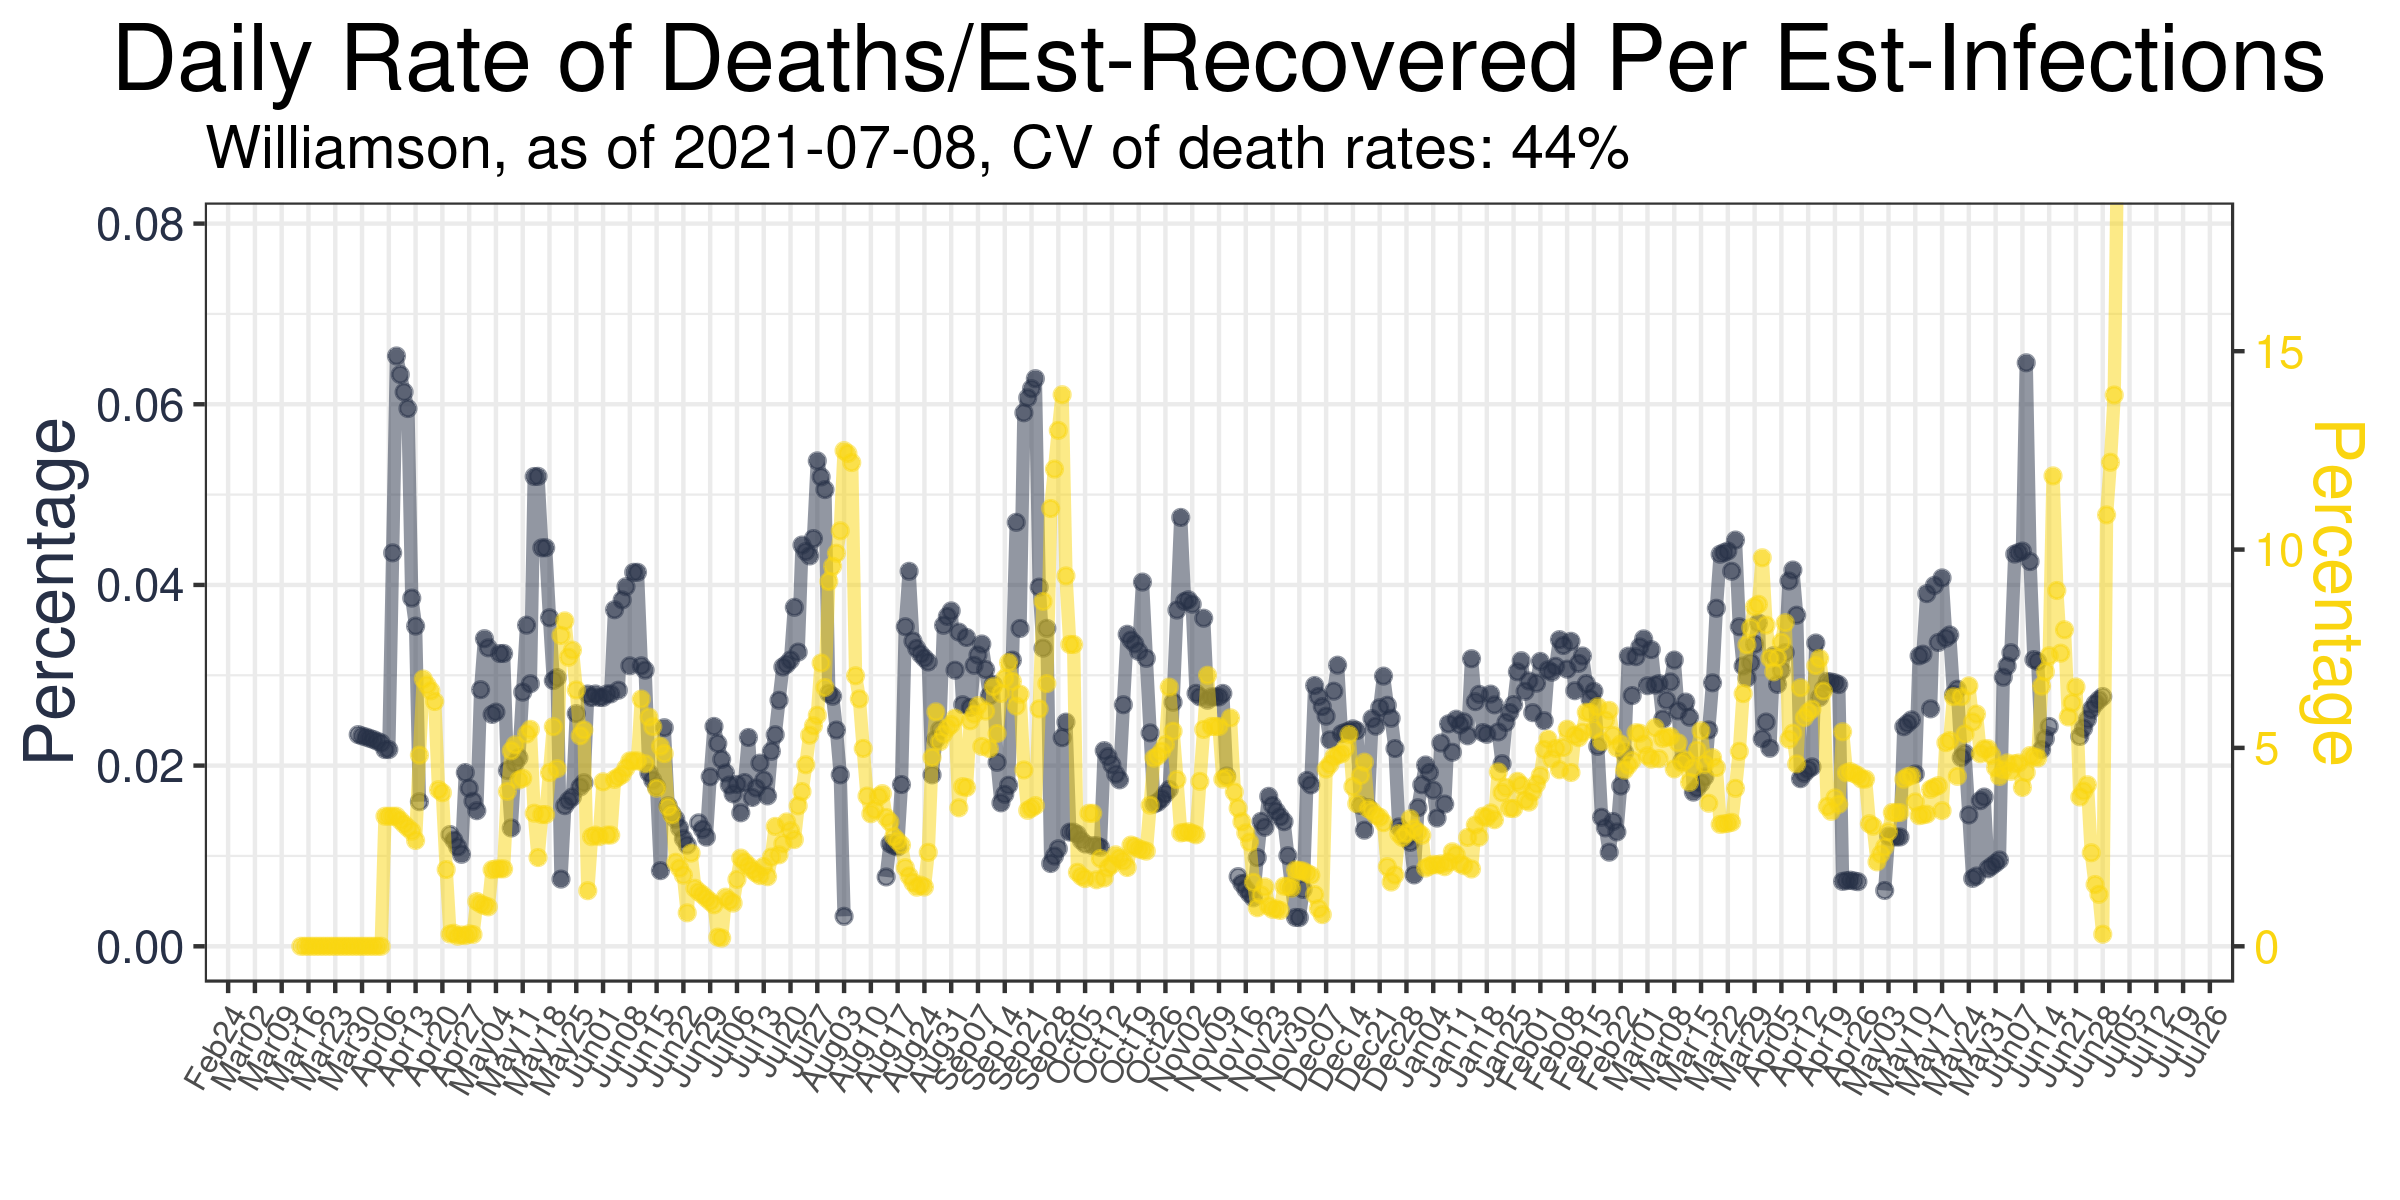 Daily Rate of Deaths/Est-Recovered Per Est-Infections
Williamson, as of 2021-07-08, CV of death rates: 44%
Percentage
0.08
0.06
0.04
0.02
0.00
15
10
5
0
Percentage
Feb24
Mar02
Mar09
Mar16
Mar23
Mar30
Apr06
Apr13
Apr20
Apr27
May04
May11
May18
May25
Jun01
Jun08
Jun15
Jun22
Jun29
Jul06
Jul13
Jul20
Jul27
Aug03
Aug10
Aug17
Aug24
Aug31
Sep07
Sep14
Sep21
Sep28
Oct05
Oct12
Oct19
Oct26
Nov02
Nov09
Nov16
Nov23
Nov30
Dec07
Dec14
Dec21
Dec28
Jan04
Jan11
Jan18
Jan25
Feb01
Feb08
Feb15
Feb22
Mar01
Mar08
Mar15
Mar22
Mar29
Apr05
Apr12
Apr19
Apr26
May03
May10
May17
May24
May31
Jun07
Jun14
Jun21
Jun28
Jul05
Jul12
Jul19
Jul26